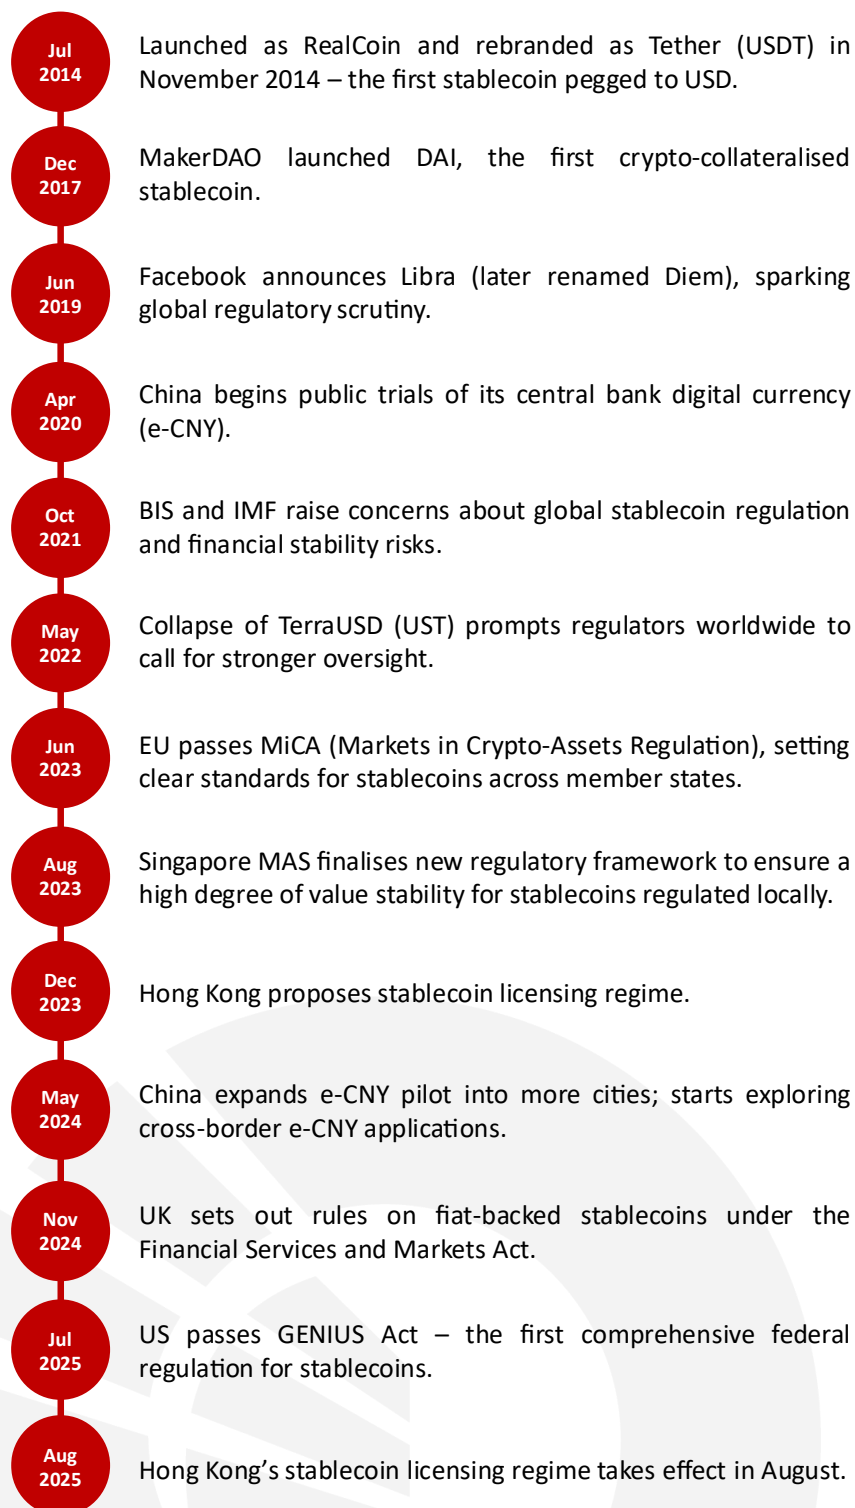 Jul
2014
Launched as RealCoin and rebranded as Tether (USDT) in
November 2014 – the first stablecoin pegged to USD.
Dec
2017
MakerDAO launched DAI, the first crypto-collateralised
stablecoin.
Jun
2019
Facebook announces Libra (later renamed Diem), sparking
global regulatory scrutiny.
Apr
2020
China begins public trials of its central bank digital currency
(e-CNY).
Oct
2021
BIS and IMF raise concerns about global stablecoin regulation
and financial stability risks.
May
2022
Collapse of TerraUSD (UST) prompts regulators worldwide to
call for stronger oversight.
Jun
2023
EU passes MiCA (Markets in Crypto-Assets Regulation), setting
clear standards for stablecoins across member states.
Aug
2023
Singapore MAS finalises new regulatory framework to ensure a
high degree of value stability for stablecoins regulated locally.
Dec
2023
Hong Kong proposes stablecoin licensing regime.
May
2024
China expands e-CNY pilot into more cities; starts exploring
cross-border e-CNY applications.
Nov
2024
UK sets out rules on fiat-backed stablecoins under the
Financial Services and Markets Act.
Jul
2025
US passes GENIUS Act – the first comprehensive federal
regulation for stablecoins.
Aug
2025
Hong Kong’s stablecoin licensing regime takes effect in August.